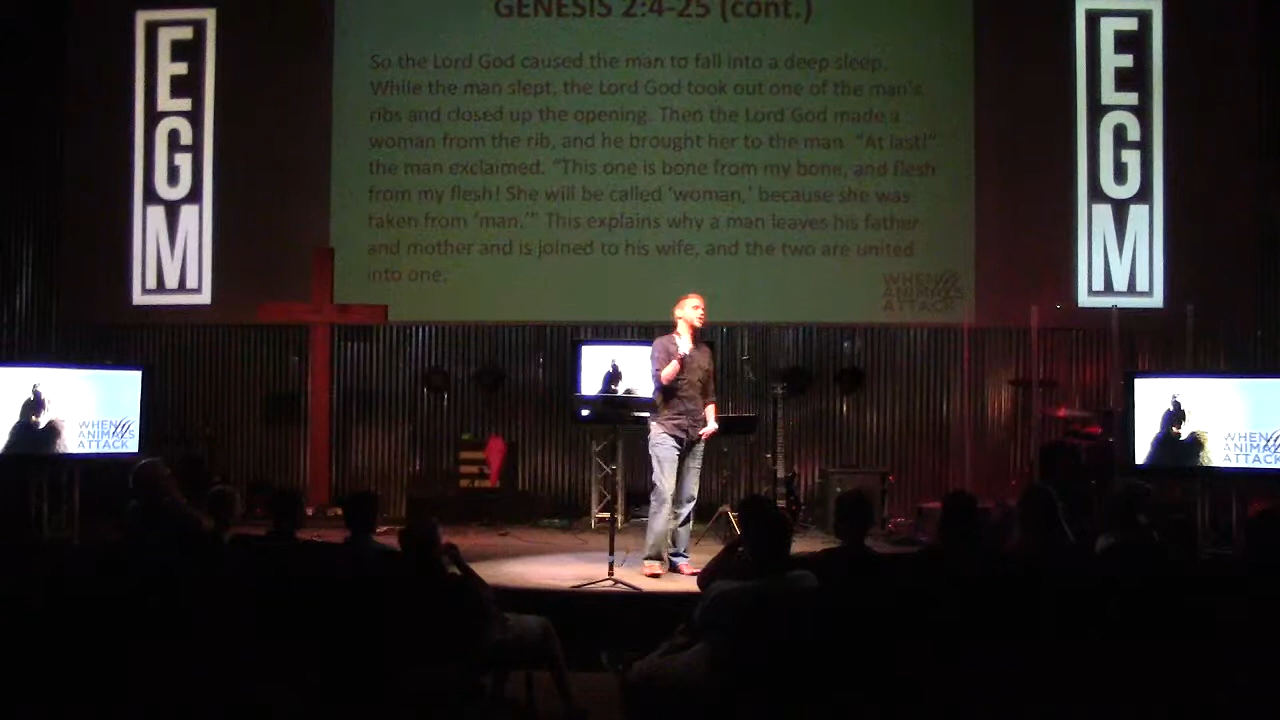 GENESIS 2:4-25 (cont.)
So the Lord God caused the man to fall into a deep sleep.
While the man slept, the Lord God took out one of the man's
ribs and closed up the opening. Then the Lord God made a
woman from the rib, and he brought her to the man. "At last!"
the man exclaimed. "This one is bone from my bone, and flesh
from my flesh! She will be called 'woman,' because she was
taken from 'man.'" This explains why a man leaves his father
and mother and is joined to his wife, and the two are united
into one.
WHEN
ANIMALS
ATTACK
EGM
EGM
WHEN
ANIMALS
ATTACK
WHEN
ANIMALS
ATTACK